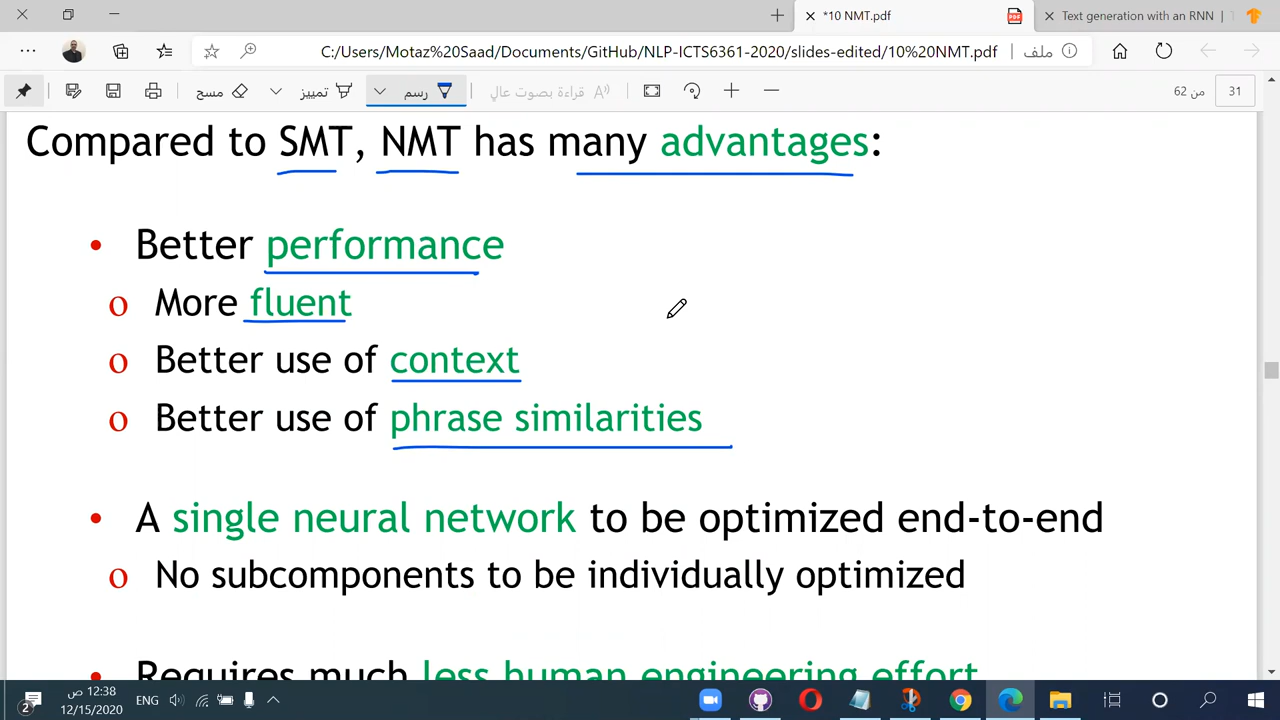 *10 NMT.pdf
Text generation with an RNN
C:/Users/Motaz%20Saad/Documents/GitHub/NLP-ICTS6361-2020/slides-edited/10%20NMT.pdf
ملف
مسح
تمييز
رسم
قراءة بصوت عالٍ
31
من 62
Compared to SMT, NMT has many advantages:
• Better performance
o More fluent
o Better use of context
o Better use of phrase similarities
• A single neural network to be optimized end-to-end
o No subcomponents to be individually optimized
• Requires much less human engineering effort
2
12:38 ص
12/15/2020
ENG